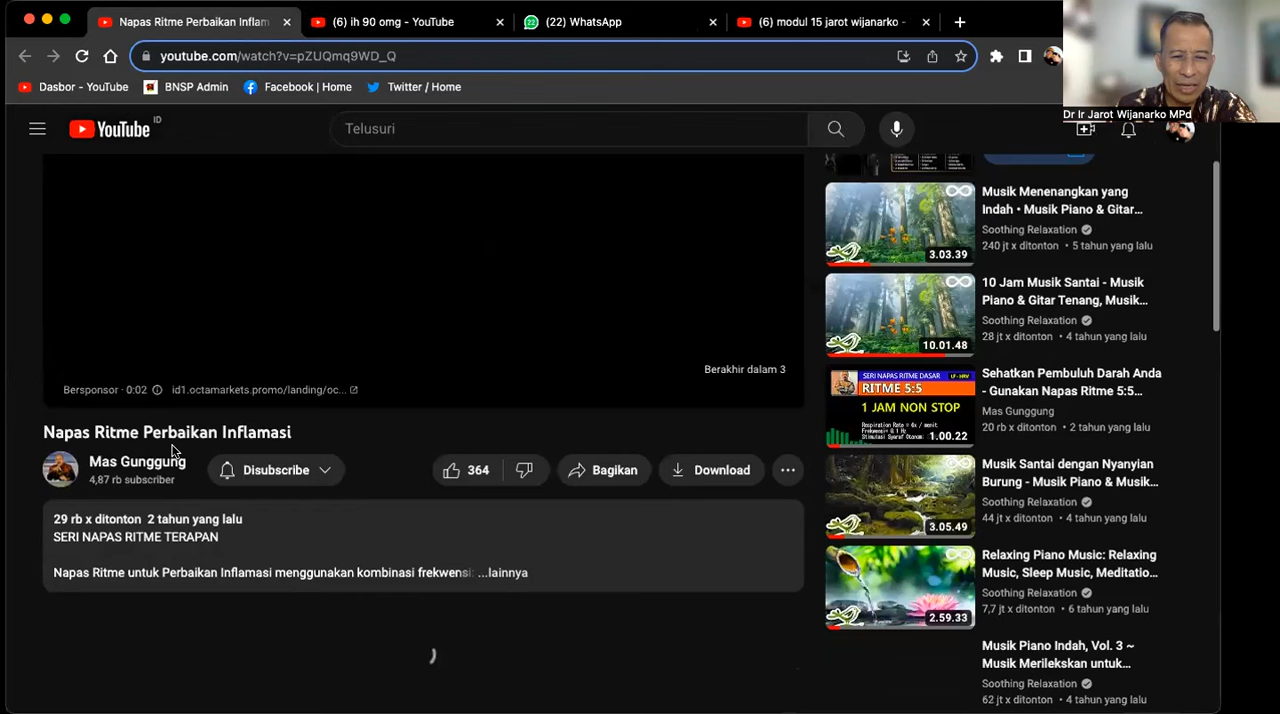 Napas Ritme Perbaikan Inflam
(6) ih 90 omg - YouTube
(22) WhatsApp
(6) modul 15 jarot wijanarko -
youtube.com/watch?v=pZUQmq9WD_Q
Dasbor - YouTube
BNSP Admin
Facebook | Home
Twitter / Home
Dr Ir Jarot Wijanarko MPd
YouTube ID
Telusuri
Berakhir dalam 3
Bersponsor · 0:02
id1.octamarkets.promo/landing/oc...
Napas Ritme Perbaikan Inflamasi
Mas Gunggung
4,87 rb subscriber
Disubscribe
364
Bagikan
Download
29 rb x ditonton 2 tahun yang lalu
SERI NAPAS RITME TERAPAN
Napas Ritme untuk Perbaikan Inflamasi menggunakan kombinasi frekwensi ...lainnya
3.03.39
Musik Menenangkan yang
Indah • Musik Piano & Gitar...
Soothing Relaxation
240 jt x ditonton • 5 tahun yang lalu
10.01.48
10 Jam Musik Santai - Musik
Piano & Gitar Tenang, Musik...
Soothing Relaxation
28 jt x ditonton • 4 tahun yang lalu
SERI NAPAS RITME DASAR
LF - HRV
RITME 5:5
1 JAM NON STOP
Respiration Rate = 6x / menit
Frekwensi= 0.1 Hz
Stimulasi Syaraf Otonom:
1.00.22
Sehatkan Pembuluh Darah Anda
- Gunakan Napas Ritme 5:5...
Mas Gunggung
20 rb x ditonton • 2 tahun yang lalu
3.05.49
Musik Santai dengan Nyanyian
Burung - Musik Piano & Musik...
Soothing Relaxation
44 jt x ditonton • 4 tahun yang lalu
2.59.33
Relaxing Piano Music: Relaxing
Music, Sleep Music, Meditatio...
Soothing Relaxation
7,7 jt x ditonton • 6 tahun yang lalu
Musik Piano Indah, Vol. 3 ~
Musik Merilekskan untuk...
Soothing Relaxation
62 jt x ditonton • 4 tahun yang lalu